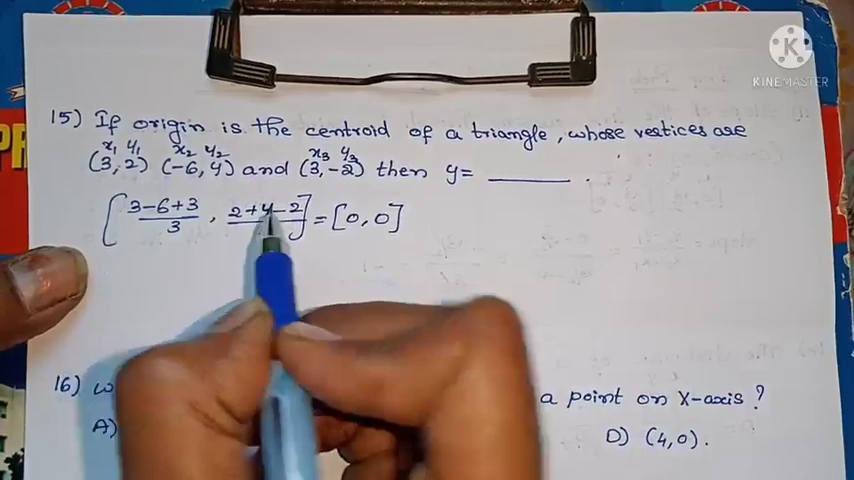 KINEMASTER
15) If origin is the centroid of a triangle, whose vertices are
x₁ y₁ x₂ y₂ x₃ y₃
(3,2) (-6,4) and (3,-2) then y= ______
[3-6+3/3, 2+y-2] = [0,0]
16)
a point on X-axis ?
A)
D) (4,0).